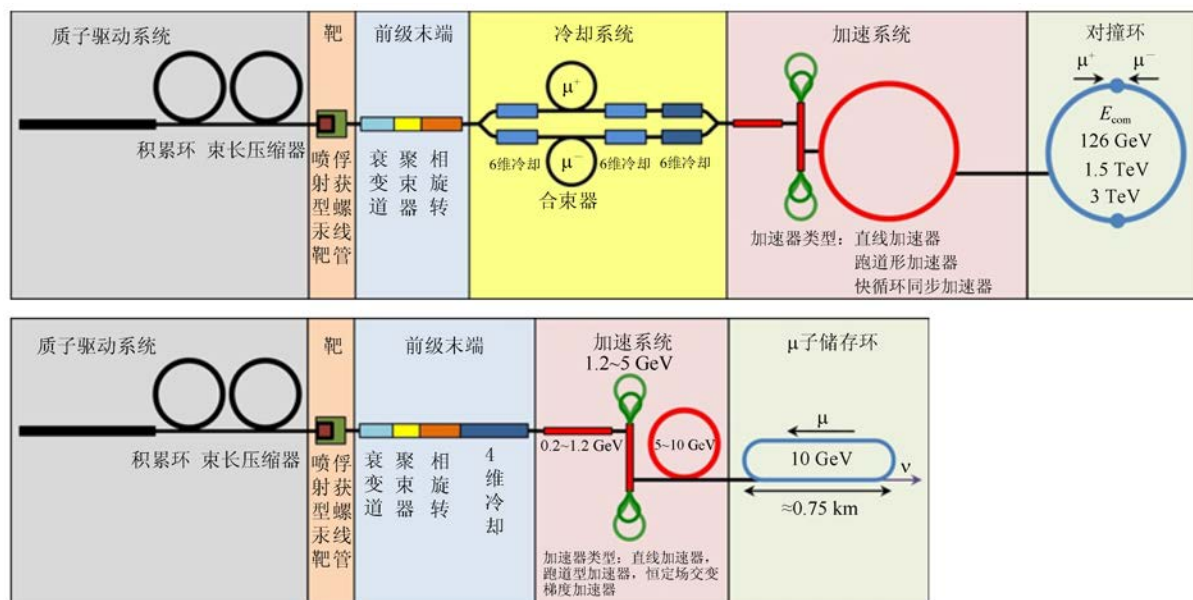 质子驱动系统
靶
前级末端
冷却系统
加速系统
对撞环
μ⁺
μ⁻
μ⁺
μ⁻
E_com
126 GeV
1.5 TeV
3 TeV
积累环
束长压缩器
喷射型汞靶
俘获螺线管
衰变道
聚束器
相旋转
6维冷却
6维冷却
6维冷却
合束器
加速器类型：直线加速器
跑道形加速器
快循环同步加速器
质子驱动系统
靶
前级末端
加速系统
1.2~5 GeV
μ子储存环
积累环
束长压缩器
喷射型汞靶
俘获螺线管
衰变道
聚束器
相旋转
4维冷却
0.2~1.2 GeV
5~10 GeV
μ
10 GeV
ν
≈0.75 km
加速器类型：直线加速器，
跑道型加速器，恒定场交变
梯度加速器